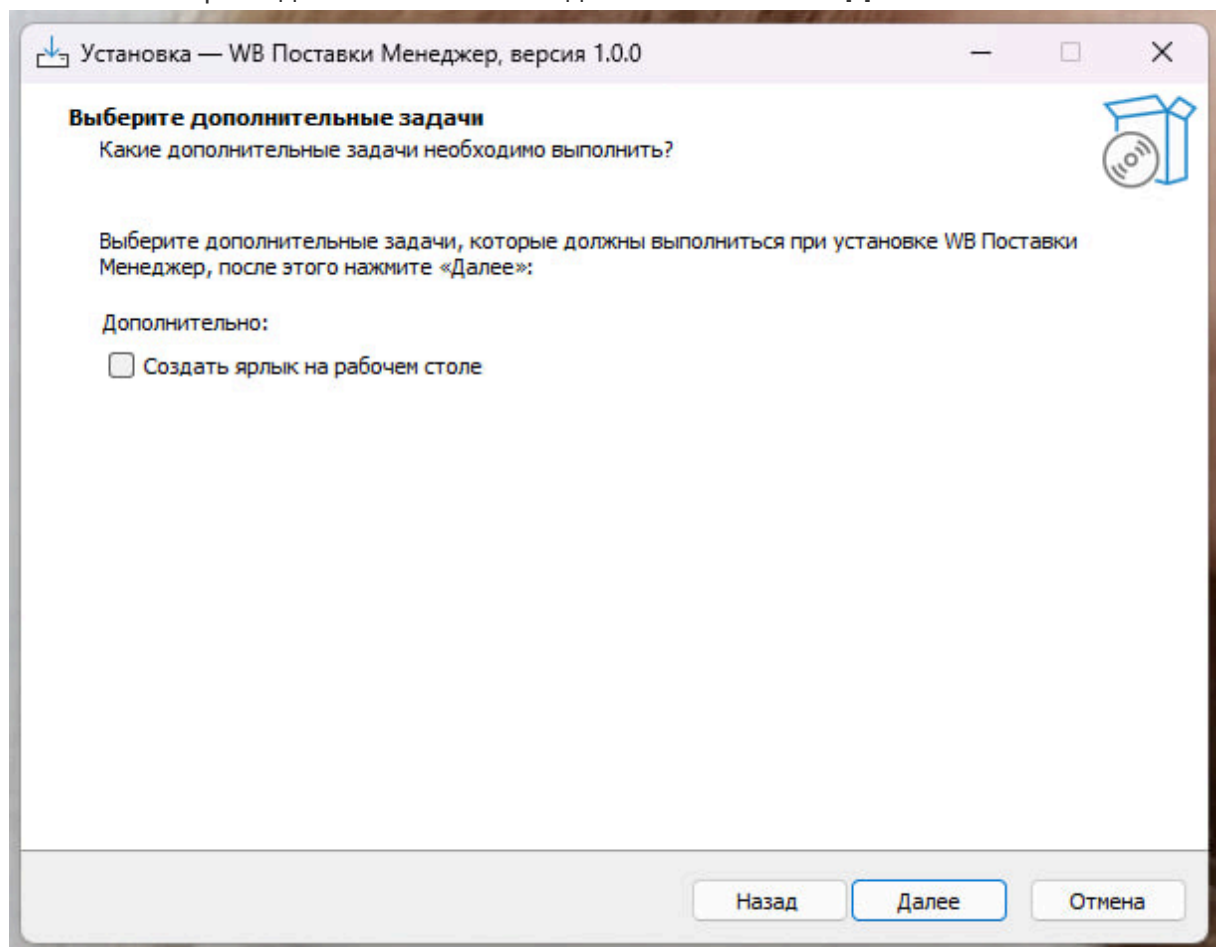 Установка — WB Поставки Менеджер, версия 1.0.0
Выберите дополнительные задачи
Какие дополнительные задачи необходимо выполнить?
Выберите дополнительные задачи, которые должны выполниться при установке WB Поставки
Менеджер, после этого нажмите «Далее»:
Дополнительно:
Создать ярлык на рабочем столе
Назад
Далее
Отмена